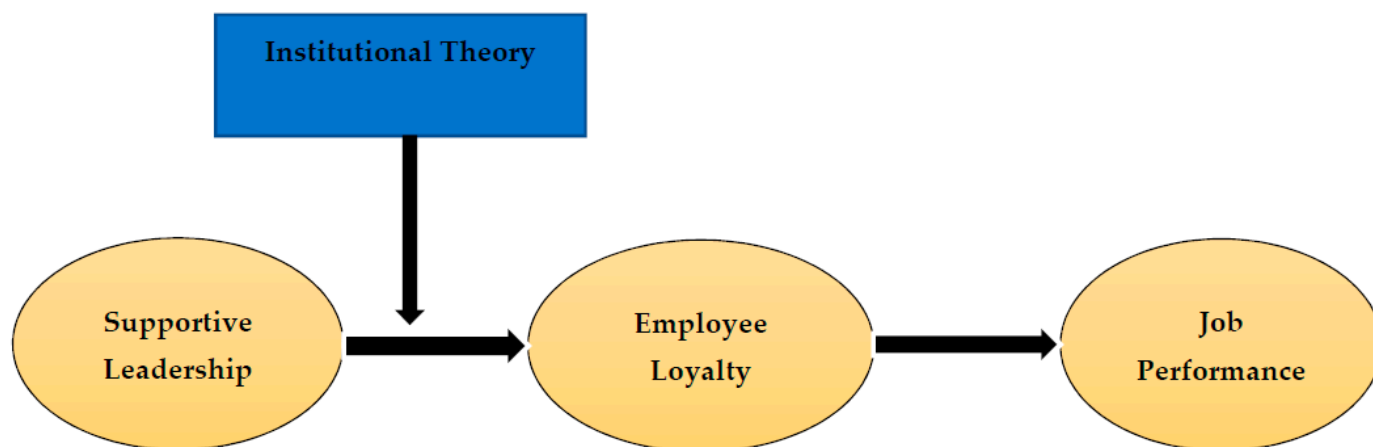 Institutional Theory
Supportive
Leadership
Employee
Loyalty
Job
Performance